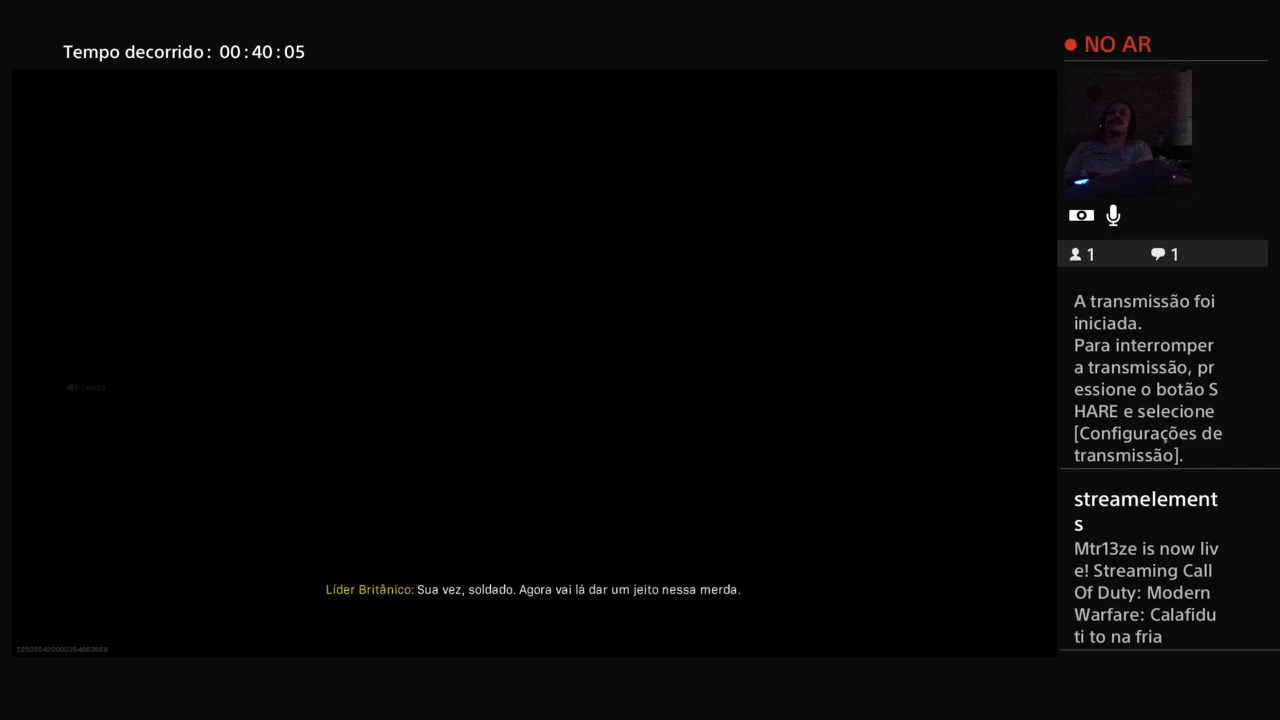 Tempo decorrido: 00:40:05
NO AR
1
1
A transmissão foi
iniciada.
Para interromper
a transmissão, pr
essione o botão S
HARE e selecione
[Configurações de
transmissão].
streamelement
s
Mtr13ze is now liv
e! Streaming Call
Of Duty: Modern
Warfare: Calafidu
ti to na fria
Líder Britânico: Sua vez, soldado. Agora vai lá dar um jeito nessa merda.